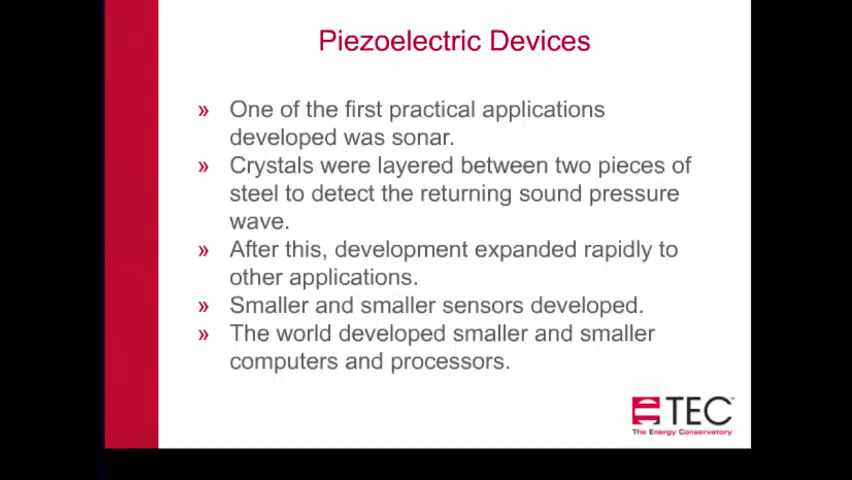 Piezoelectric Devices
» One of the first practical applications
developed was sonar.
» Crystals were layered between two pieces of
steel to detect the returning sound pressure
wave.
» After this, development expanded rapidly to
other applications.
» Smaller and smaller sensors developed.
» The world developed smaller and smaller
computers and processors.
TEC™
The Energy Conservatory